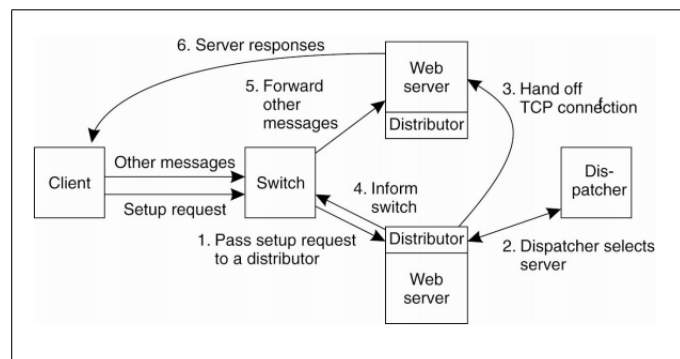 6. Server responses
Web
server
Distributor
5. Forward
other
messages
3. Hand off
TCP connection
Client
Other messages
Setup request
Switch
4. Inform
switch
Dis-
patcher
1. Pass setup request
to a distributor
Distributor
Web
server
2. Dispatcher selects
server